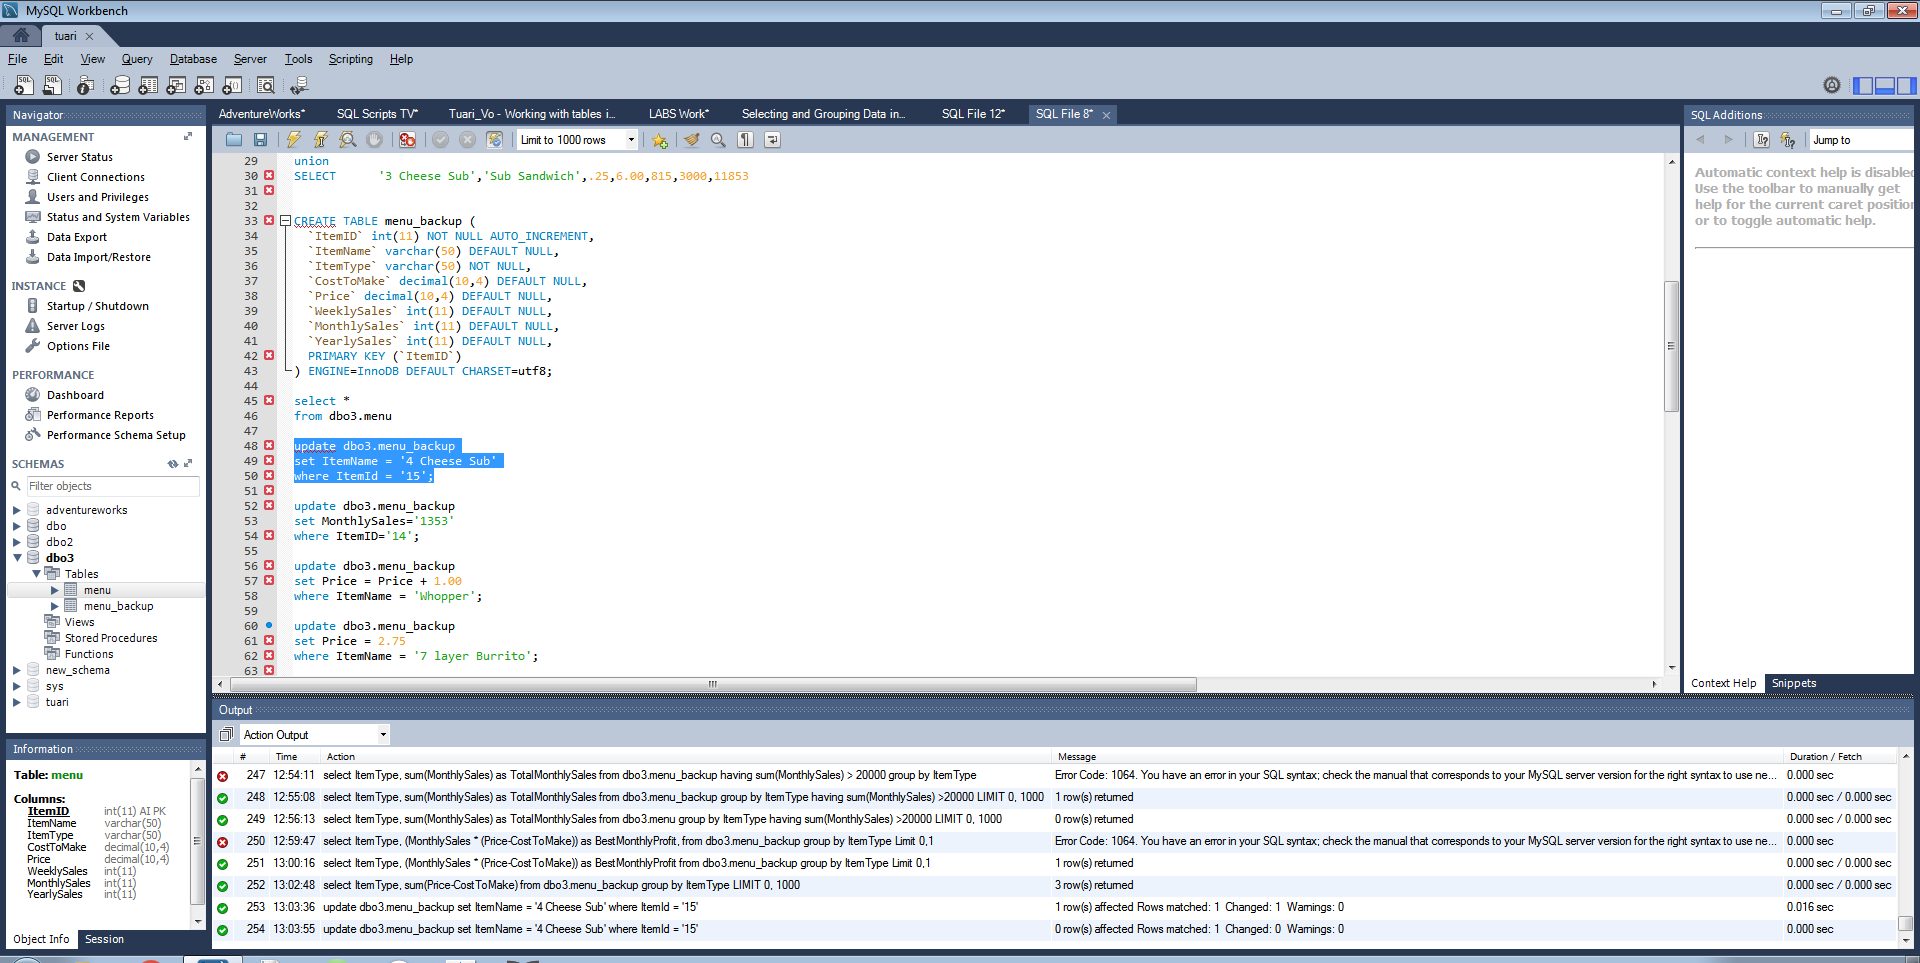 MySQL Workbench
tuari
File Edit View Query Database Server Tools Scripting Help
Navigator
MANAGEMENT
Server Status
Client Connections
Users and Privileges
Status and System Variables
Data Export
Data Import/Restore
INSTANCE
Startup / Shutdown
Server Logs
Options File
PERFORMANCE
Dashboard
Performance Reports
Performance Schema Setup
SCHEMAS
Filter objects
adventureworks
dbo
dbo2
dbo3
Tables
menu
menu_backup
Views
Stored Procedures
Functions
new_schema
sys
tuari
Information
Table: menu
Columns:
ItemID int(11) AI PK
ItemName varchar(50)
ItemType varchar(50)
CostToMake decimal(10,4)
Price decimal(10,4)
WeeklySales int(11)
MonthlySales int(11)
YearlySales int(11)
Object Info Session
AdventureWorks* SQL Scripts TV* Tuari_Vo - Working with tables i... LABS Work* Selecting and Grouping Data in... SQL File 12* SQL File 8*
Limit to 1000 rows
29 union
30 SELECT '3 Cheese Sub','Sub Sandwich',.25,6.00,815,3000,11853
31
32
33 CREATE TABLE menu_backup (
34 `ItemID` int(11) NOT NULL AUTO_INCREMENT,
35 `ItemName` varchar(50) DEFAULT NULL,
36 `ItemType` varchar(50) NOT NULL,
37 `CostToMake` decimal(10,4) DEFAULT NULL,
38 `Price` decimal(10,4) DEFAULT NULL,
39 `WeeklySales` int(11) DEFAULT NULL,
40 `MonthlySales` int(11) DEFAULT NULL,
41 `YearlySales` int(11) DEFAULT NULL,
42 PRIMARY KEY (`ItemID`)
43 ) ENGINE=InnoDB DEFAULT CHARSET=utf8;
44
45 select *
46 from dbo3.menu
47
48 update dbo3.menu_backup
49 set ItemName = '4 Cheese Sub'
50 where ItemId = '15';
51
52 update dbo3.menu_backup
53 set MonthlySales='1353'
54 where ItemID='14';
55
56 update dbo3.menu_backup
57 set Price = Price + 1.00
58 where ItemName = 'Whopper';
59
60 update dbo3.menu_backup
61 set Price = 2.75
62 where ItemName = '7 layer Burrito';
63
SQL Additions
Jump to
Automatic context help is disabled
Use the toolbar to manually get
help for the current caret position
or to toggle automatic help.
Context Help Snippets
Output
Action Output
# Time Action Message Duration / Fetch
247 12:54:11 select ItemType, sum(MonthlySales) as TotalMonthlySales from dbo3.menu_backup having sum(MonthlySales) > 20000 group by ItemType Error Code: 1064. You have an error in your SQL syntax; check the manual that corresponds to your MySQL server version for the right syntax to use ne... 0.000 sec
248 12:55:08 select ItemType, sum(MonthlySales) as TotalMonthlySales from dbo3.menu_backup group by ItemType having sum(MonthlySales) >20000 LIMIT 0, 1000 1 row(s) returned 0.000 sec / 0.000 sec
249 12:56:13 select ItemType, sum(MonthlySales) as TotalMonthlySales from dbo3.menu group by ItemType having sum(MonthlySales) >20000 LIMIT 0, 1000 0 row(s) returned 0.000 sec / 0.000 sec
250 12:59:47 select ItemType, (MonthlySales * (Price-CostToMake)) as BestMonthlyProfit, from dbo3.menu_backup group by ItemType Limit 0,1 Error Code: 1064. You have an error in your SQL syntax; check the manual that corresponds to your MySQL server version for the right syntax to use ne... 0.000 sec
251 13:00:16 select ItemType, (MonthlySales * (Price-CostToMake)) as BestMonthlyProfit from dbo3.menu_backup group by ItemType Limit 0,1 1 row(s) returned 0.000 sec / 0.000 sec
252 13:02:48 select ItemType, sum(Price-CostToMake) from dbo3.menu_backup group by ItemType LIMIT 0, 1000 3 row(s) returned 0.000 sec / 0.000 sec
253 13:03:36 update dbo3.menu_backup set ItemName = '4 Cheese Sub' where ItemId = '15' 1 row(s) affected Rows matched: 1 Changed: 1 Warnings: 0 0.016 sec
254 13:03:55 update dbo3.menu_backup set ItemName = '4 Cheese Sub' where ItemId = '15' 0 row(s) affected Rows matched: 1 Changed: 0 Warnings: 0 0.000 sec